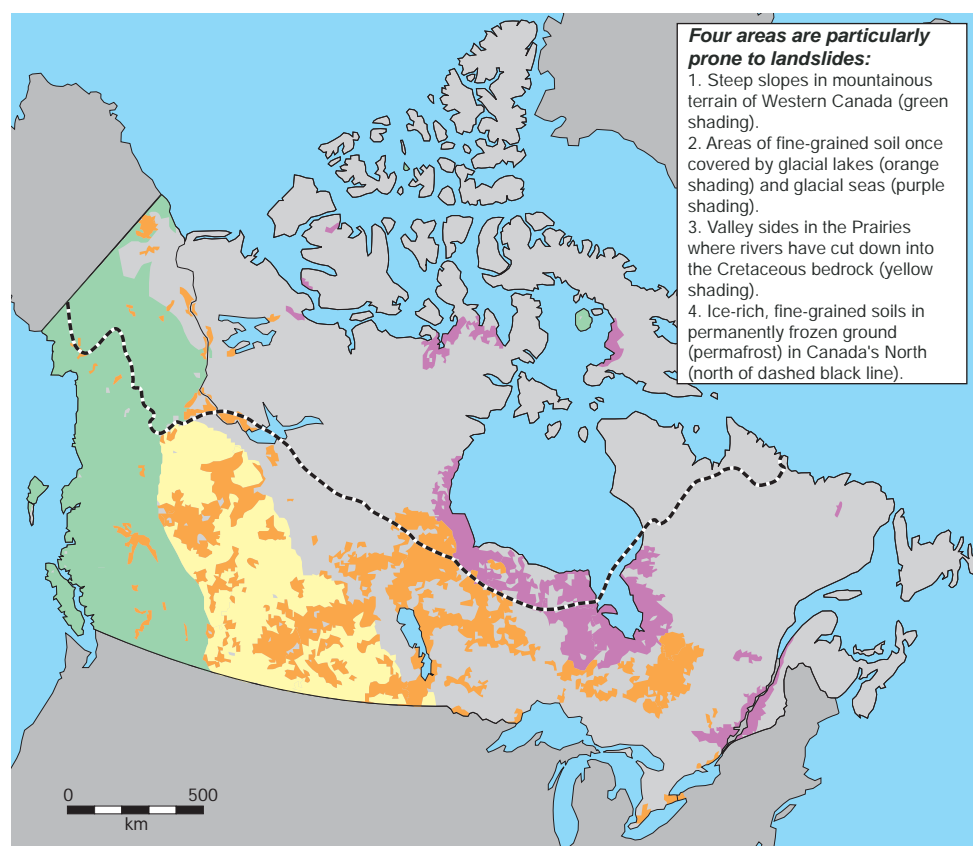 Four areas are particularly
prone to landslides:
1. Steep slopes in mountainous
terrain of Western Canada (green
shading).
2. Areas of fine-grained soil once
covered by glacial lakes (orange
shading) and glacial seas (purple
shading).
3. Valley sides in the Prairies
where rivers have cut down into
the Cretaceous bedrock (yellow
shading).
4. Ice-rich, fine-grained soils in
permanently frozen ground
(permafrost) in Canada's North
(north of dashed black line).
0 500
km